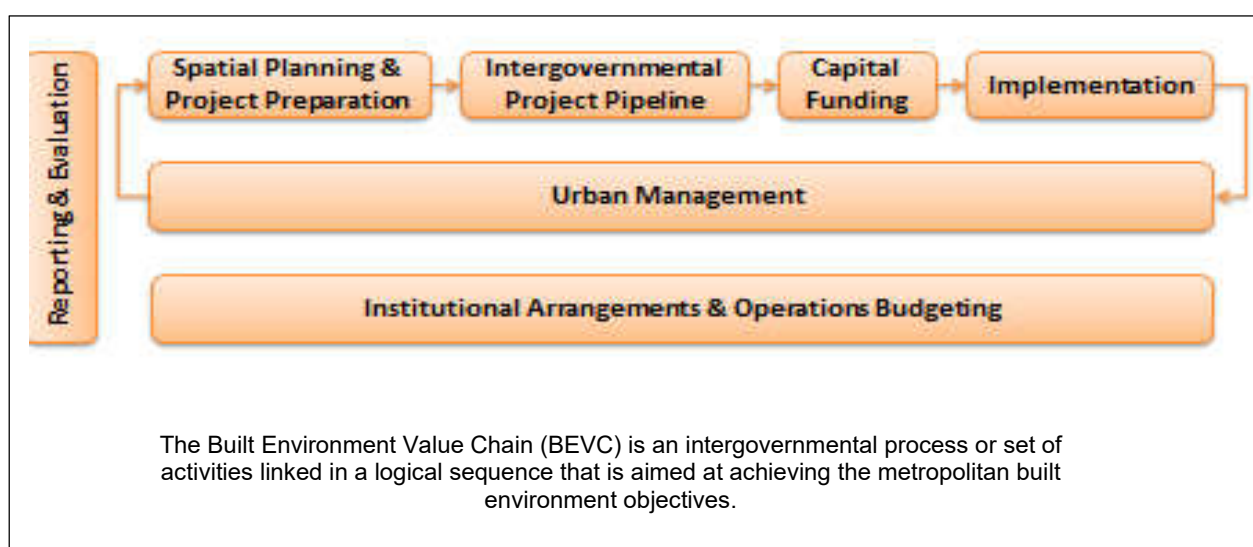 Reporting & Evaluation
Spatial Planning &
Project Preparation
Intergovernmental
Project Pipeline
Capital
Funding
Implementation
Urban Management
Institutional Arrangements & Operations Budgeting
The Built Environment Value Chain (BEVC) is an intergovernmental process or set of
activities linked in a logical sequence that is aimed at achieving the metropolitan built
environment objectives.